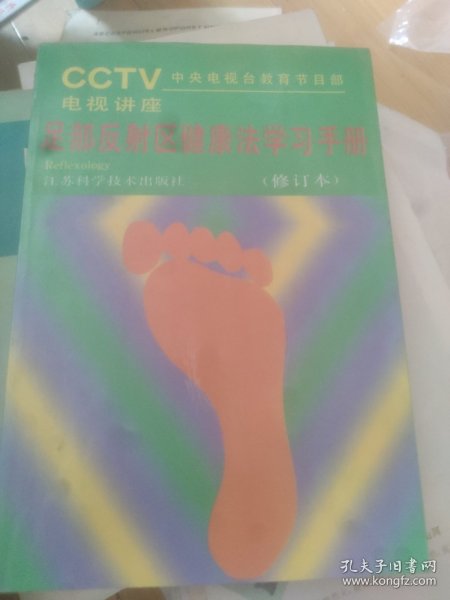 CCTV 中央电视台教育节目部
电视讲座
足部反射区健康法学习手册
Reflexology
江苏科学技术出版社 (修订本)
孔夫子旧书网
www.kongfz.com